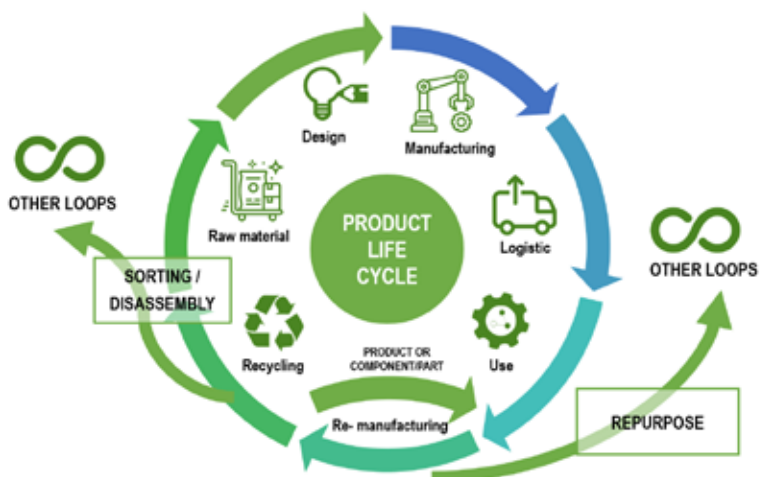 Design
Manufacturing
OTHER LOOPS
Raw material
PRODUCT
LIFE
CYCLE
Logistic
OTHER LOOPS
SORTING /
DISASSEMBLY
Recycling
PRODUCT OR
COMPONENT/PART
Use
Re- manufacturing
REPURPOSE